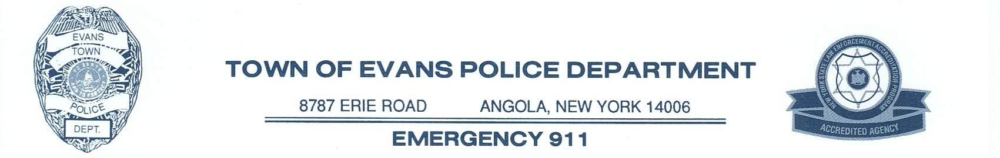 EVANS
TOWN
POLICE
DEPT.
TOWN OF EVANS POLICE DEPARTMENT
8787 ERIE ROAD ANGOLA, NEW YORK 14006
EMERGENCY 911
NEW YORK STATE LAW ENFORCEMENT ACCREDITATION PROGRAM
ACCREDITED AGENCY